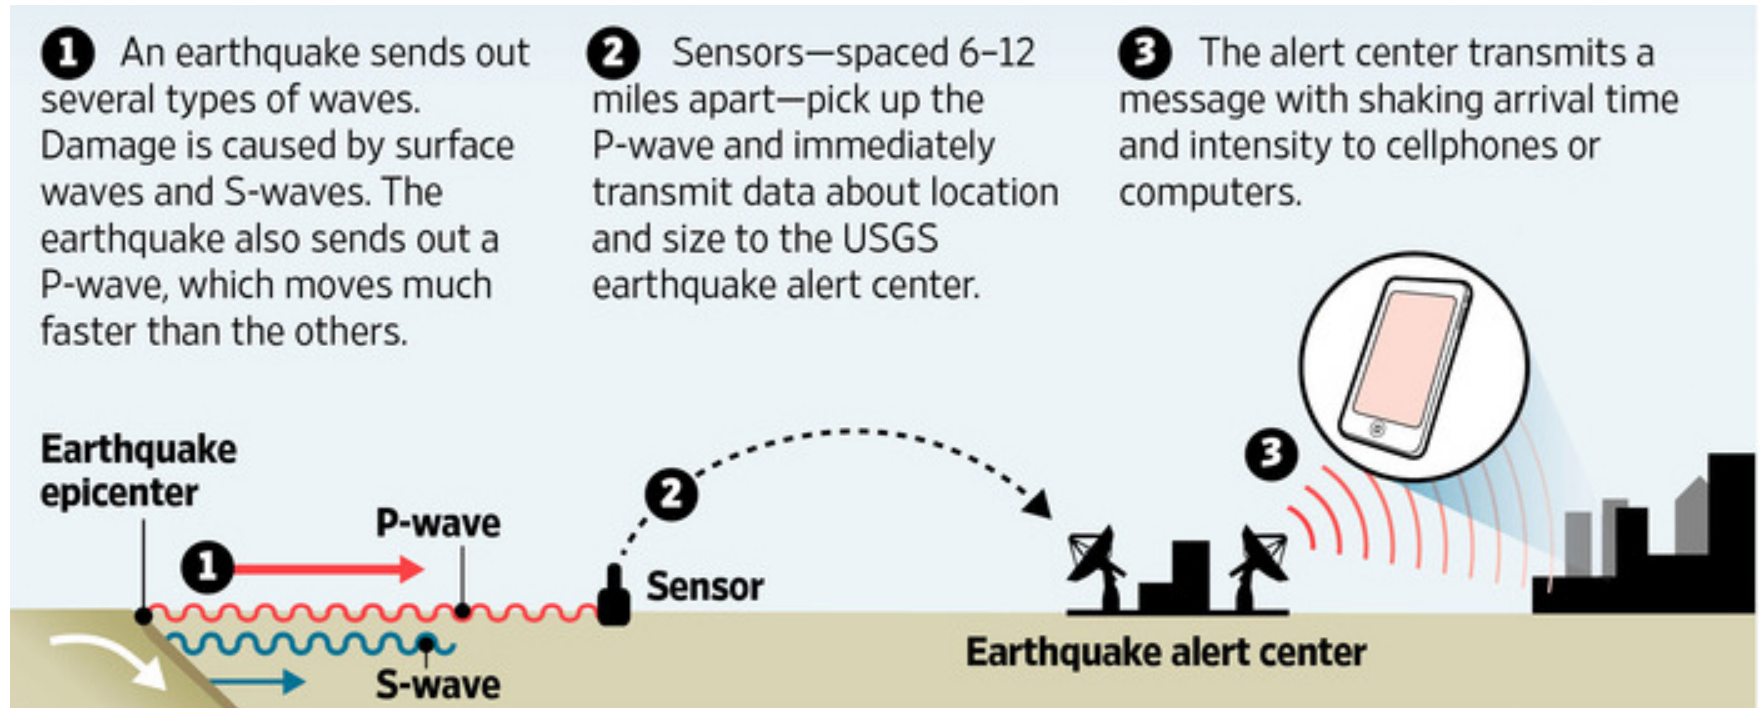 1 An earthquake sends out
several types of waves.
Damage is caused by surface
waves and S-waves. The
earthquake also sends out a
P-wave, which moves much
faster than the others.
2 Sensors—spaced 6–12
miles apart—pick up the
P-wave and immediately
transmit data about location
and size to the USGS
earthquake alert center.
3 The alert center transmits a
message with shaking arrival time
and intensity to cellphones or
computers.
Earthquake
epicenter
1
P-wave
S-wave
2
Sensor
Earthquake alert center
3